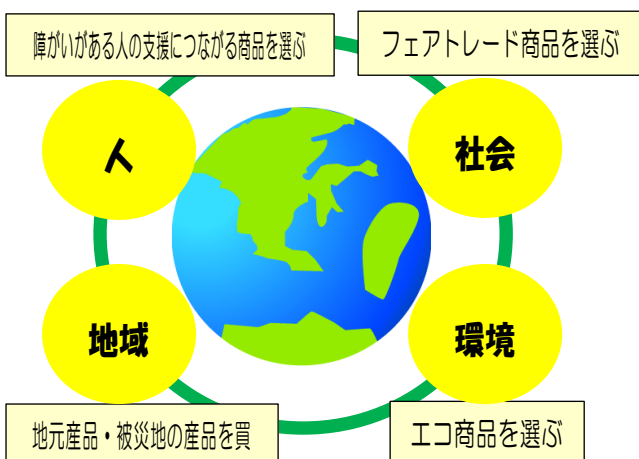 障がいがある人の支援につながる商品を選ぶ
フェアトレード商品を選ぶ
人
社会
地域
環境
地元産品・被災地の産品を買
エコ商品を選ぶ